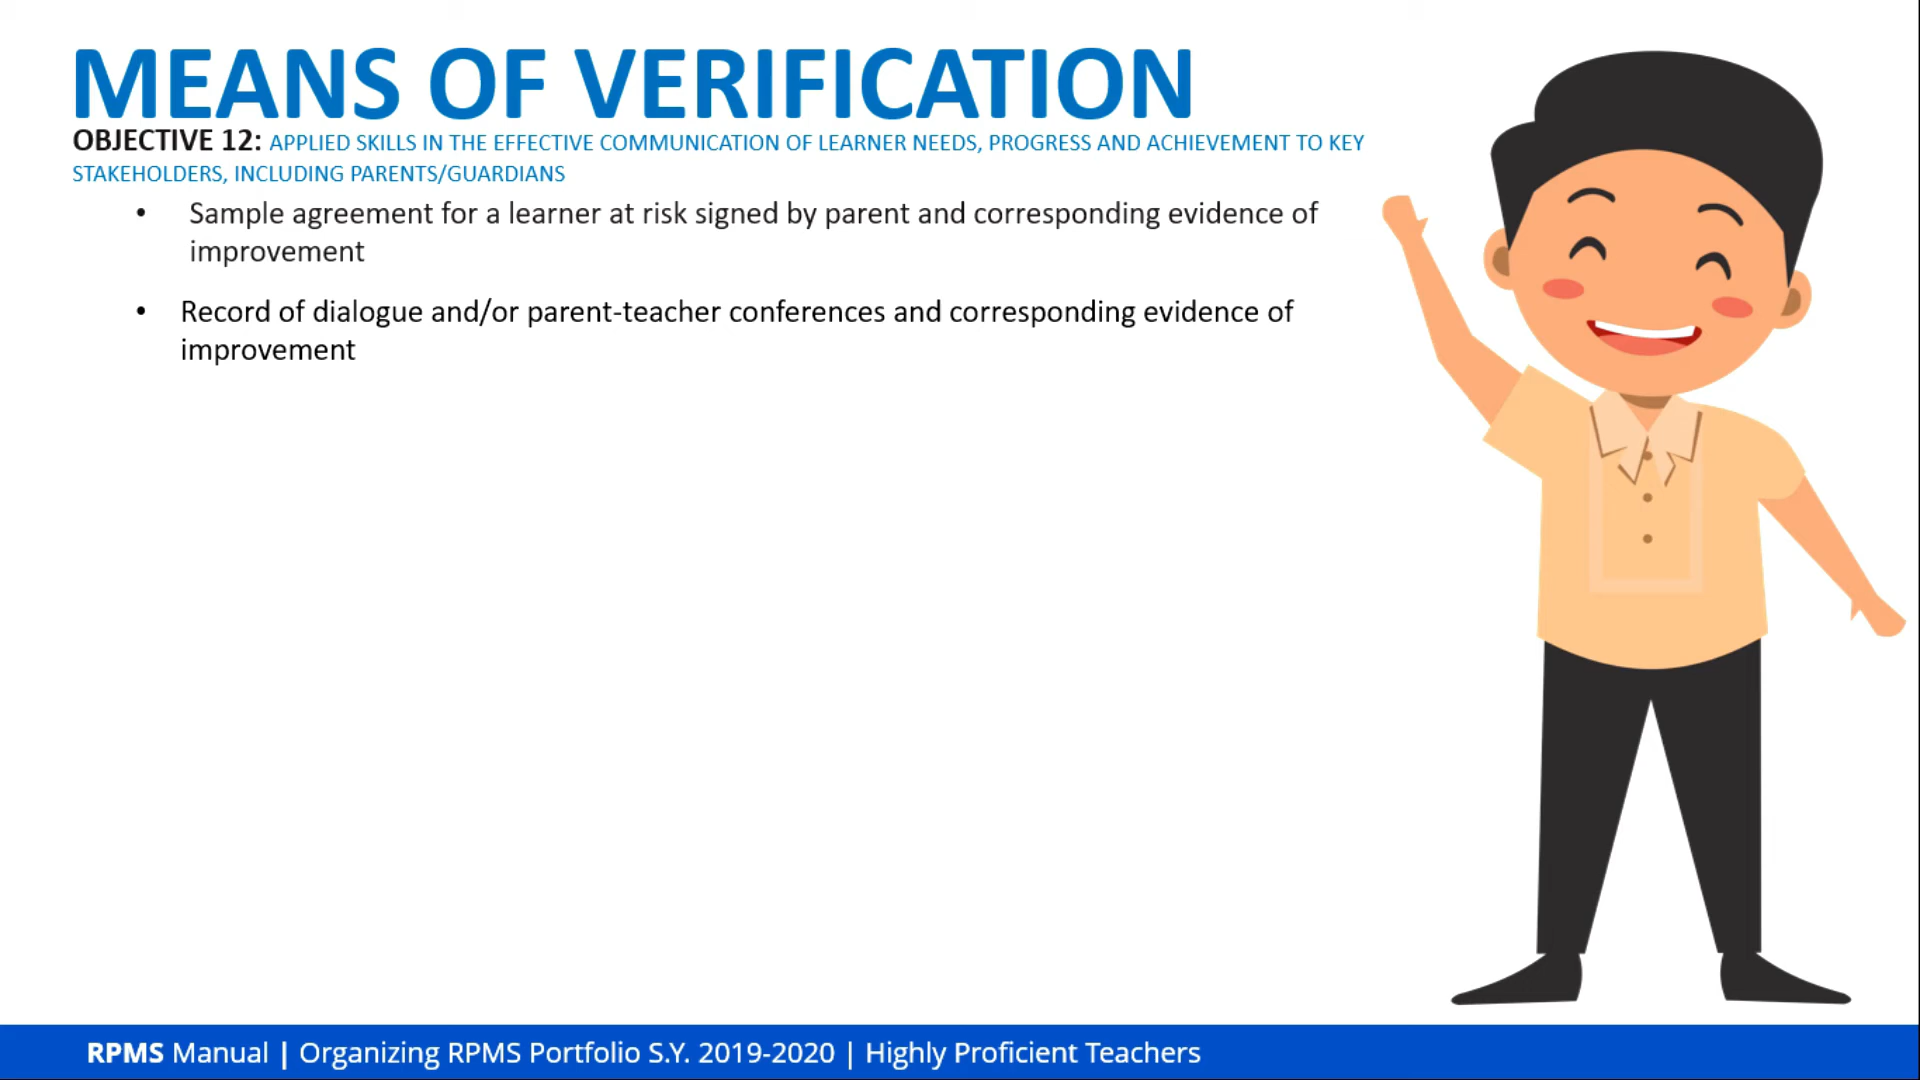 MEANS OF VERIFICATION
OBJECTIVE 12: APPLIED SKILLS IN THE EFFECTIVE COMMUNICATION OF LEARNER NEEDS, PROGRESS AND ACHIEVEMENT TO KEY
STAKEHOLDERS, INCLUDING PARENTS/GUARDIANS
• Sample agreement for a learner at risk signed by parent and corresponding evidence of
improvement
• Record of dialogue and/or parent-teacher conferences and corresponding evidence of
improvement
RPMS Manual | Organizing RPMS Portfolio S.Y. 2019-2020 | Highly Proficient Teachers